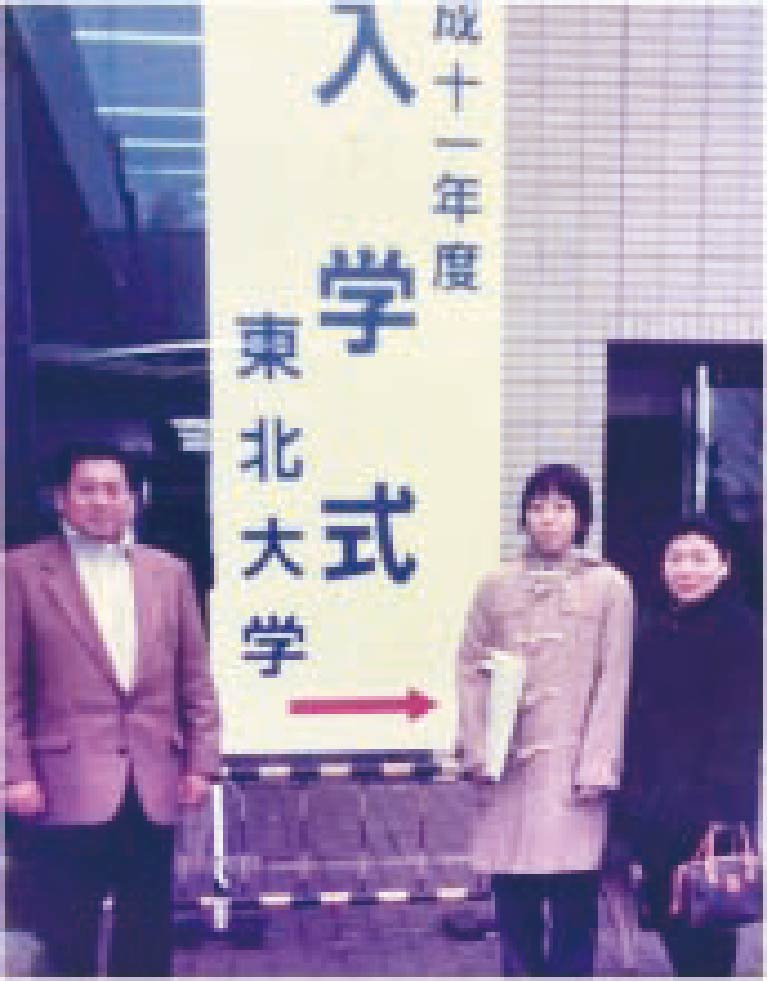 成十一年度
入学式
東北大学